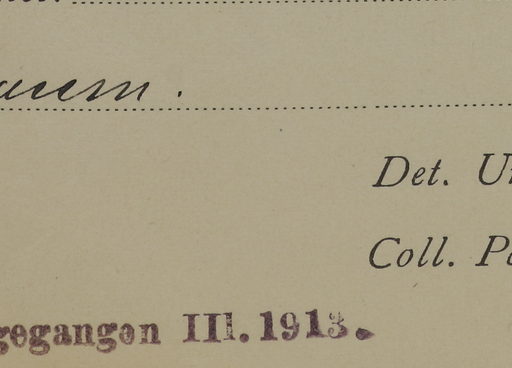 Det. U
Coll. P
gegangen III. 1913.